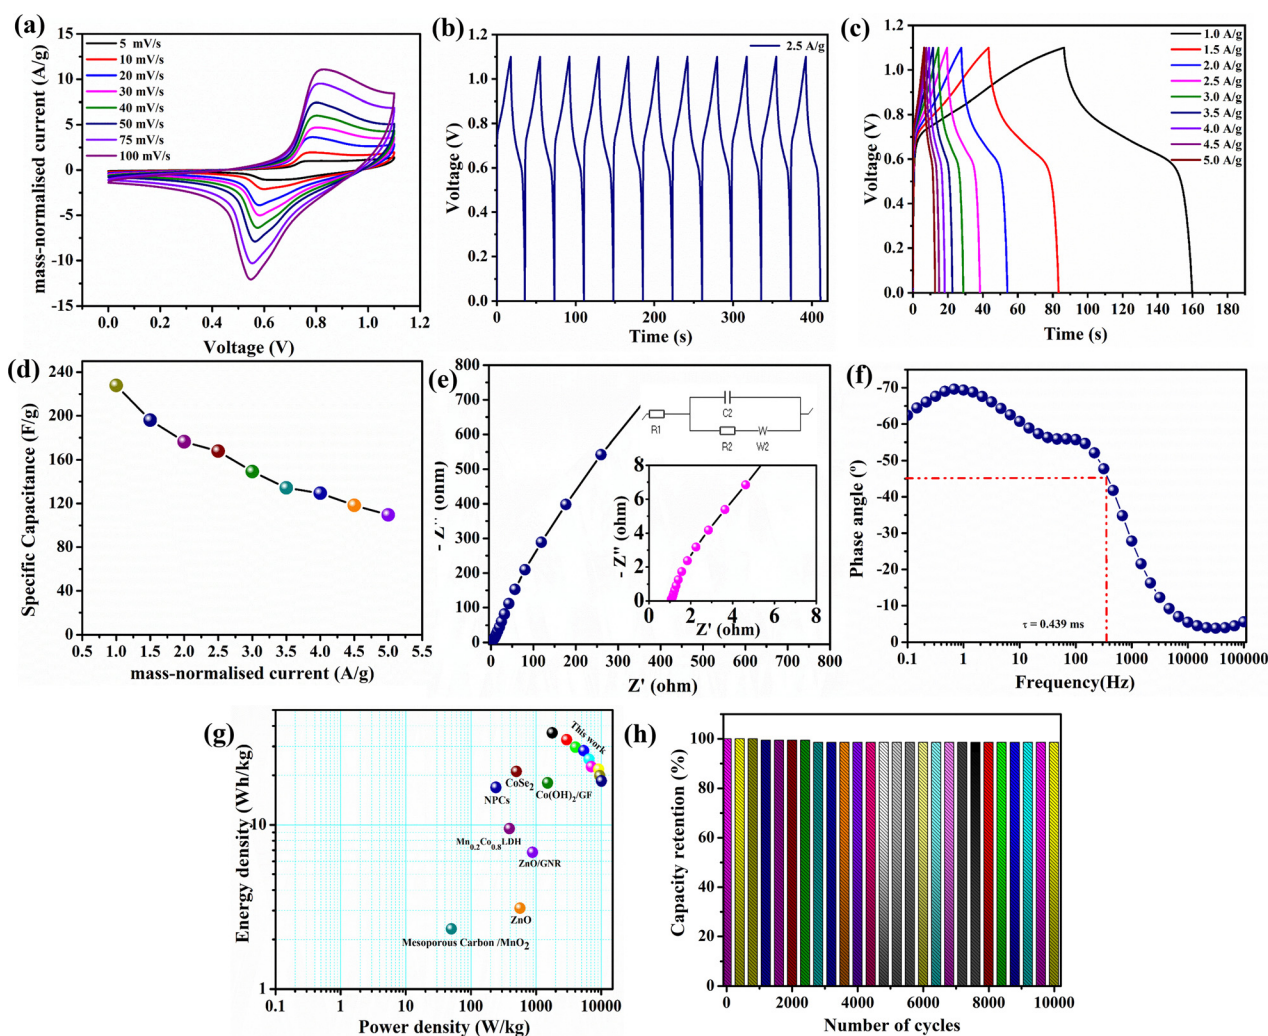 (a)
mass-normalised current (A/g)
15
10
5
0
-5
-10
-15
5 mV/s
10 mV/s
20 mV/s
30 mV/s
40 mV/s
50 mV/s
75 mV/s
100 mV/s
0.0 0.2 0.4 0.6 0.8 1.0 1.2
Voltage (V)
(b)
Voltage (V)
1.2
1.0
0.8
0.6
0.4
0.2
0.0
2.5 A/g
0 100 200 300 400
Time (s)
(c)
Voltage (V)
1.2
1.0
0.8
0.6
0.4
0.2
0.0
1.0 A/g
1.5 A/g
2.0 A/g
2.5 A/g
3.0 A/g
3.5 A/g
4.0 A/g
4.5 A/g
5.0 A/g
0 20 40 60 80 100 120 140 160 180
Time (s)
(d)
Specific Capacitance (F/g)
240
200
160
120
80
40
0
1.0 1.5 2.0 2.5 3.0 3.5 4.0 4.5 5.0 5.5
mass-normalised current (A/g)
(e)
- Z'' (ohm)
800
700
600
500
400
300
200
100
0
R1
C2
R2
W
W2
- Z'' (ohm)
8
6
4
2
0
0 2 4 6 8
Z' (ohm)
0 100 200 300 400 500 600 700 800
Z' (ohm)
(f)
Phase angle (°)
-70
-60
-50
-40
-30
-20
-10
0
τ = 0.439 ms
0.1 1 10 100 1000 10000 100000
Frequency(Hz)
(g)
Energy density (Wh/kg)
10
1
This work
CoSe2
NPCs
Co(OH)2/GF
Mn0.2Co0.8LDH
ZnO/GNR
ZnO
Mesoporous Carbon /MnO2
0.1 1 10 100 1000 10000
Power density (W/kg)
(h)
Capacity retention (%)
100
80
60
40
20
0
0 2000 4000 6000 8000 10000
Number of cycles